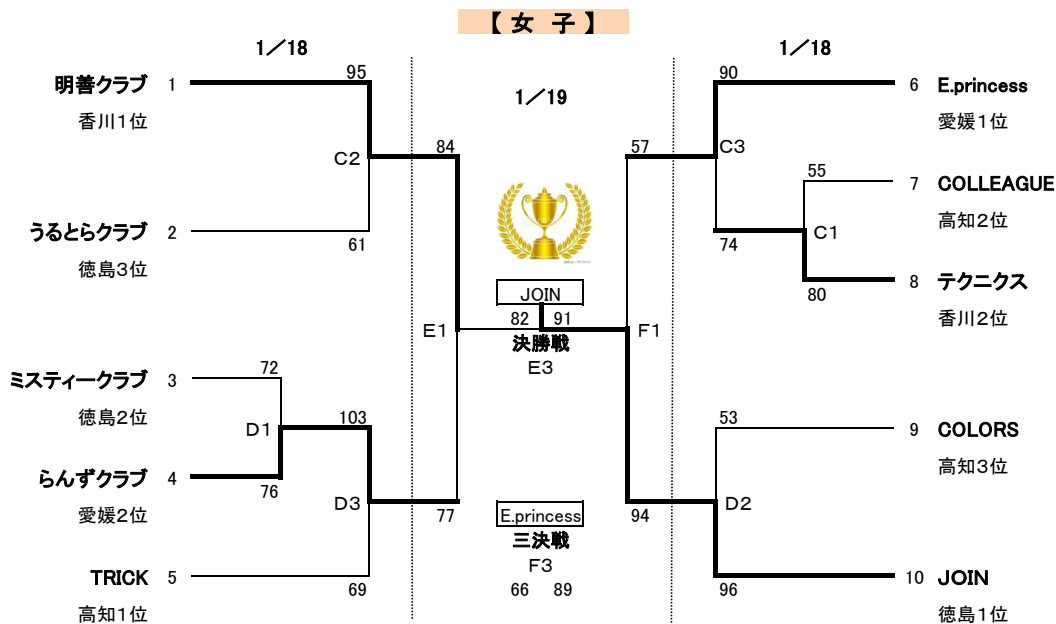 【 女 子 】
1／18
1／18
1／19
明善クラブ 1
香川1位
95
C2
84
うるとらクラブ 2
徳島3位
61
E1
ミスティークラブ 3
徳島2位
72
D1
103
らんずクラブ 4
愛媛2位
76
D3
77
TRICK 5
高知1位
69
JOIN
82 91
決勝戦
E3
E.princess
三決戦
F3
66 89
90
6 E.princess
愛媛1位
57
C3
55
7 COLLEAGUE
高知2位
C1
74
80
8 テクニクス
香川2位
F1
53
9 COLORS
高知3位
D2
94
96
10 JOIN
徳島1位